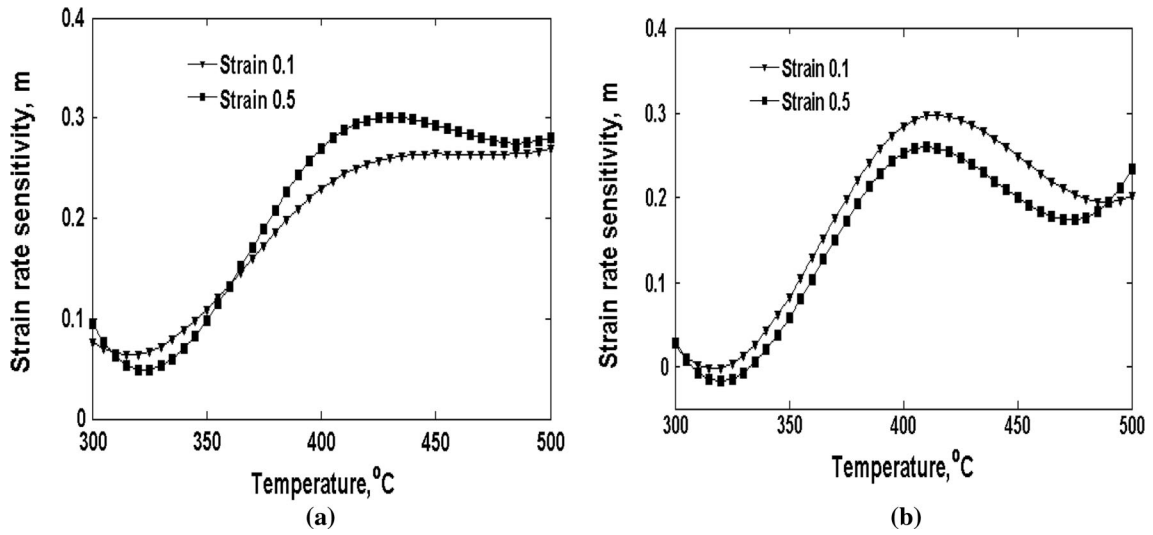 Strain rate sensitivity, m
0.4
0.3
0.2
0.1
0
Strain 0.1
Strain 0.5
300
350
400
450
500
Temperature,°C
(a)
Strain rate sensitivity, m
0.4
0.3
0.2
0.1
0
Strain 0.1
Strain 0.5
300
350
400
450
500
Temperature,°C
(b)